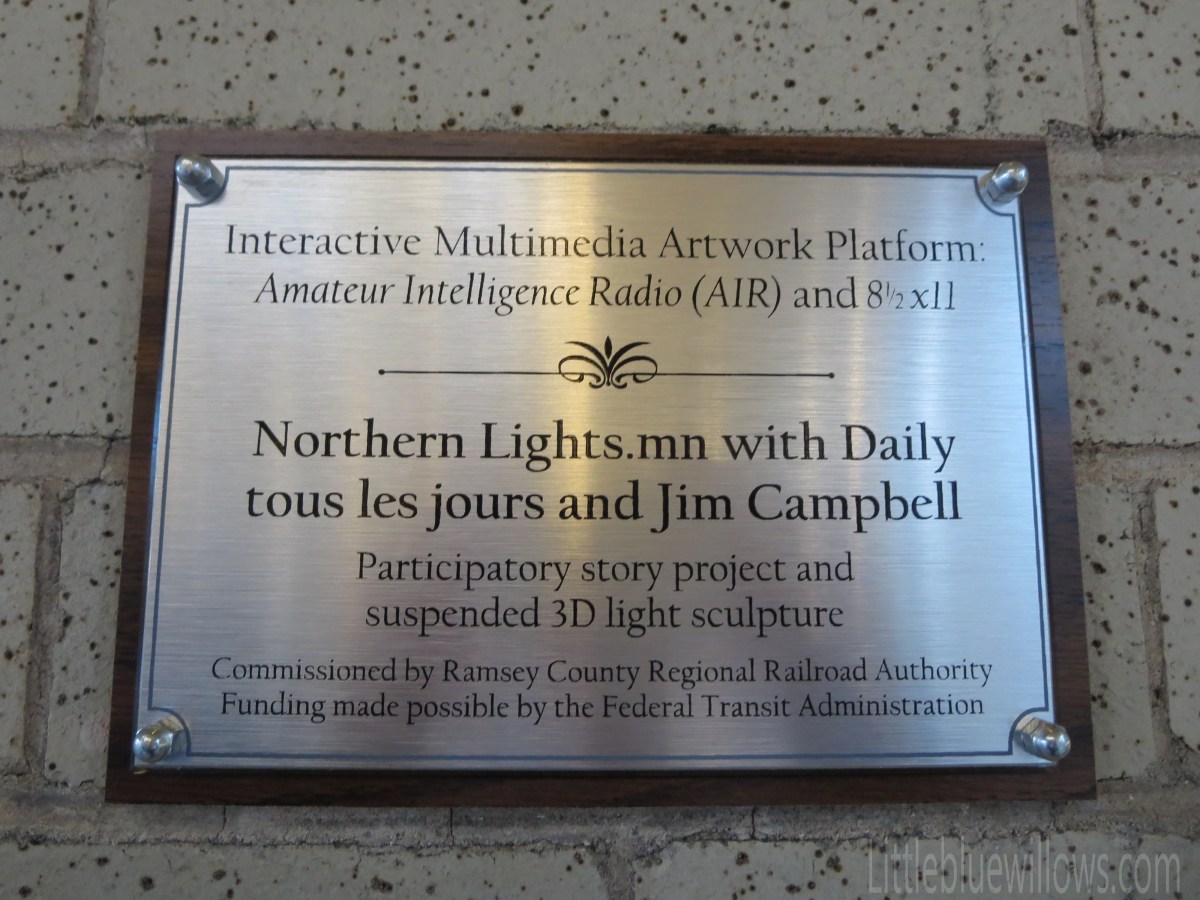 Interactive Multimedia Artwork Platform:
Amateur Intelligence Radio (AIR) and 8½x11
Northern Lights.mn with Daily
tous les jours and Jim Campbell
Participatory story project and
suspended 3D light sculpture
Commissioned by Ramsey County Regional Railroad Authority
Funding made possible by the Federal Transit Administration
Littlebluewillows.com